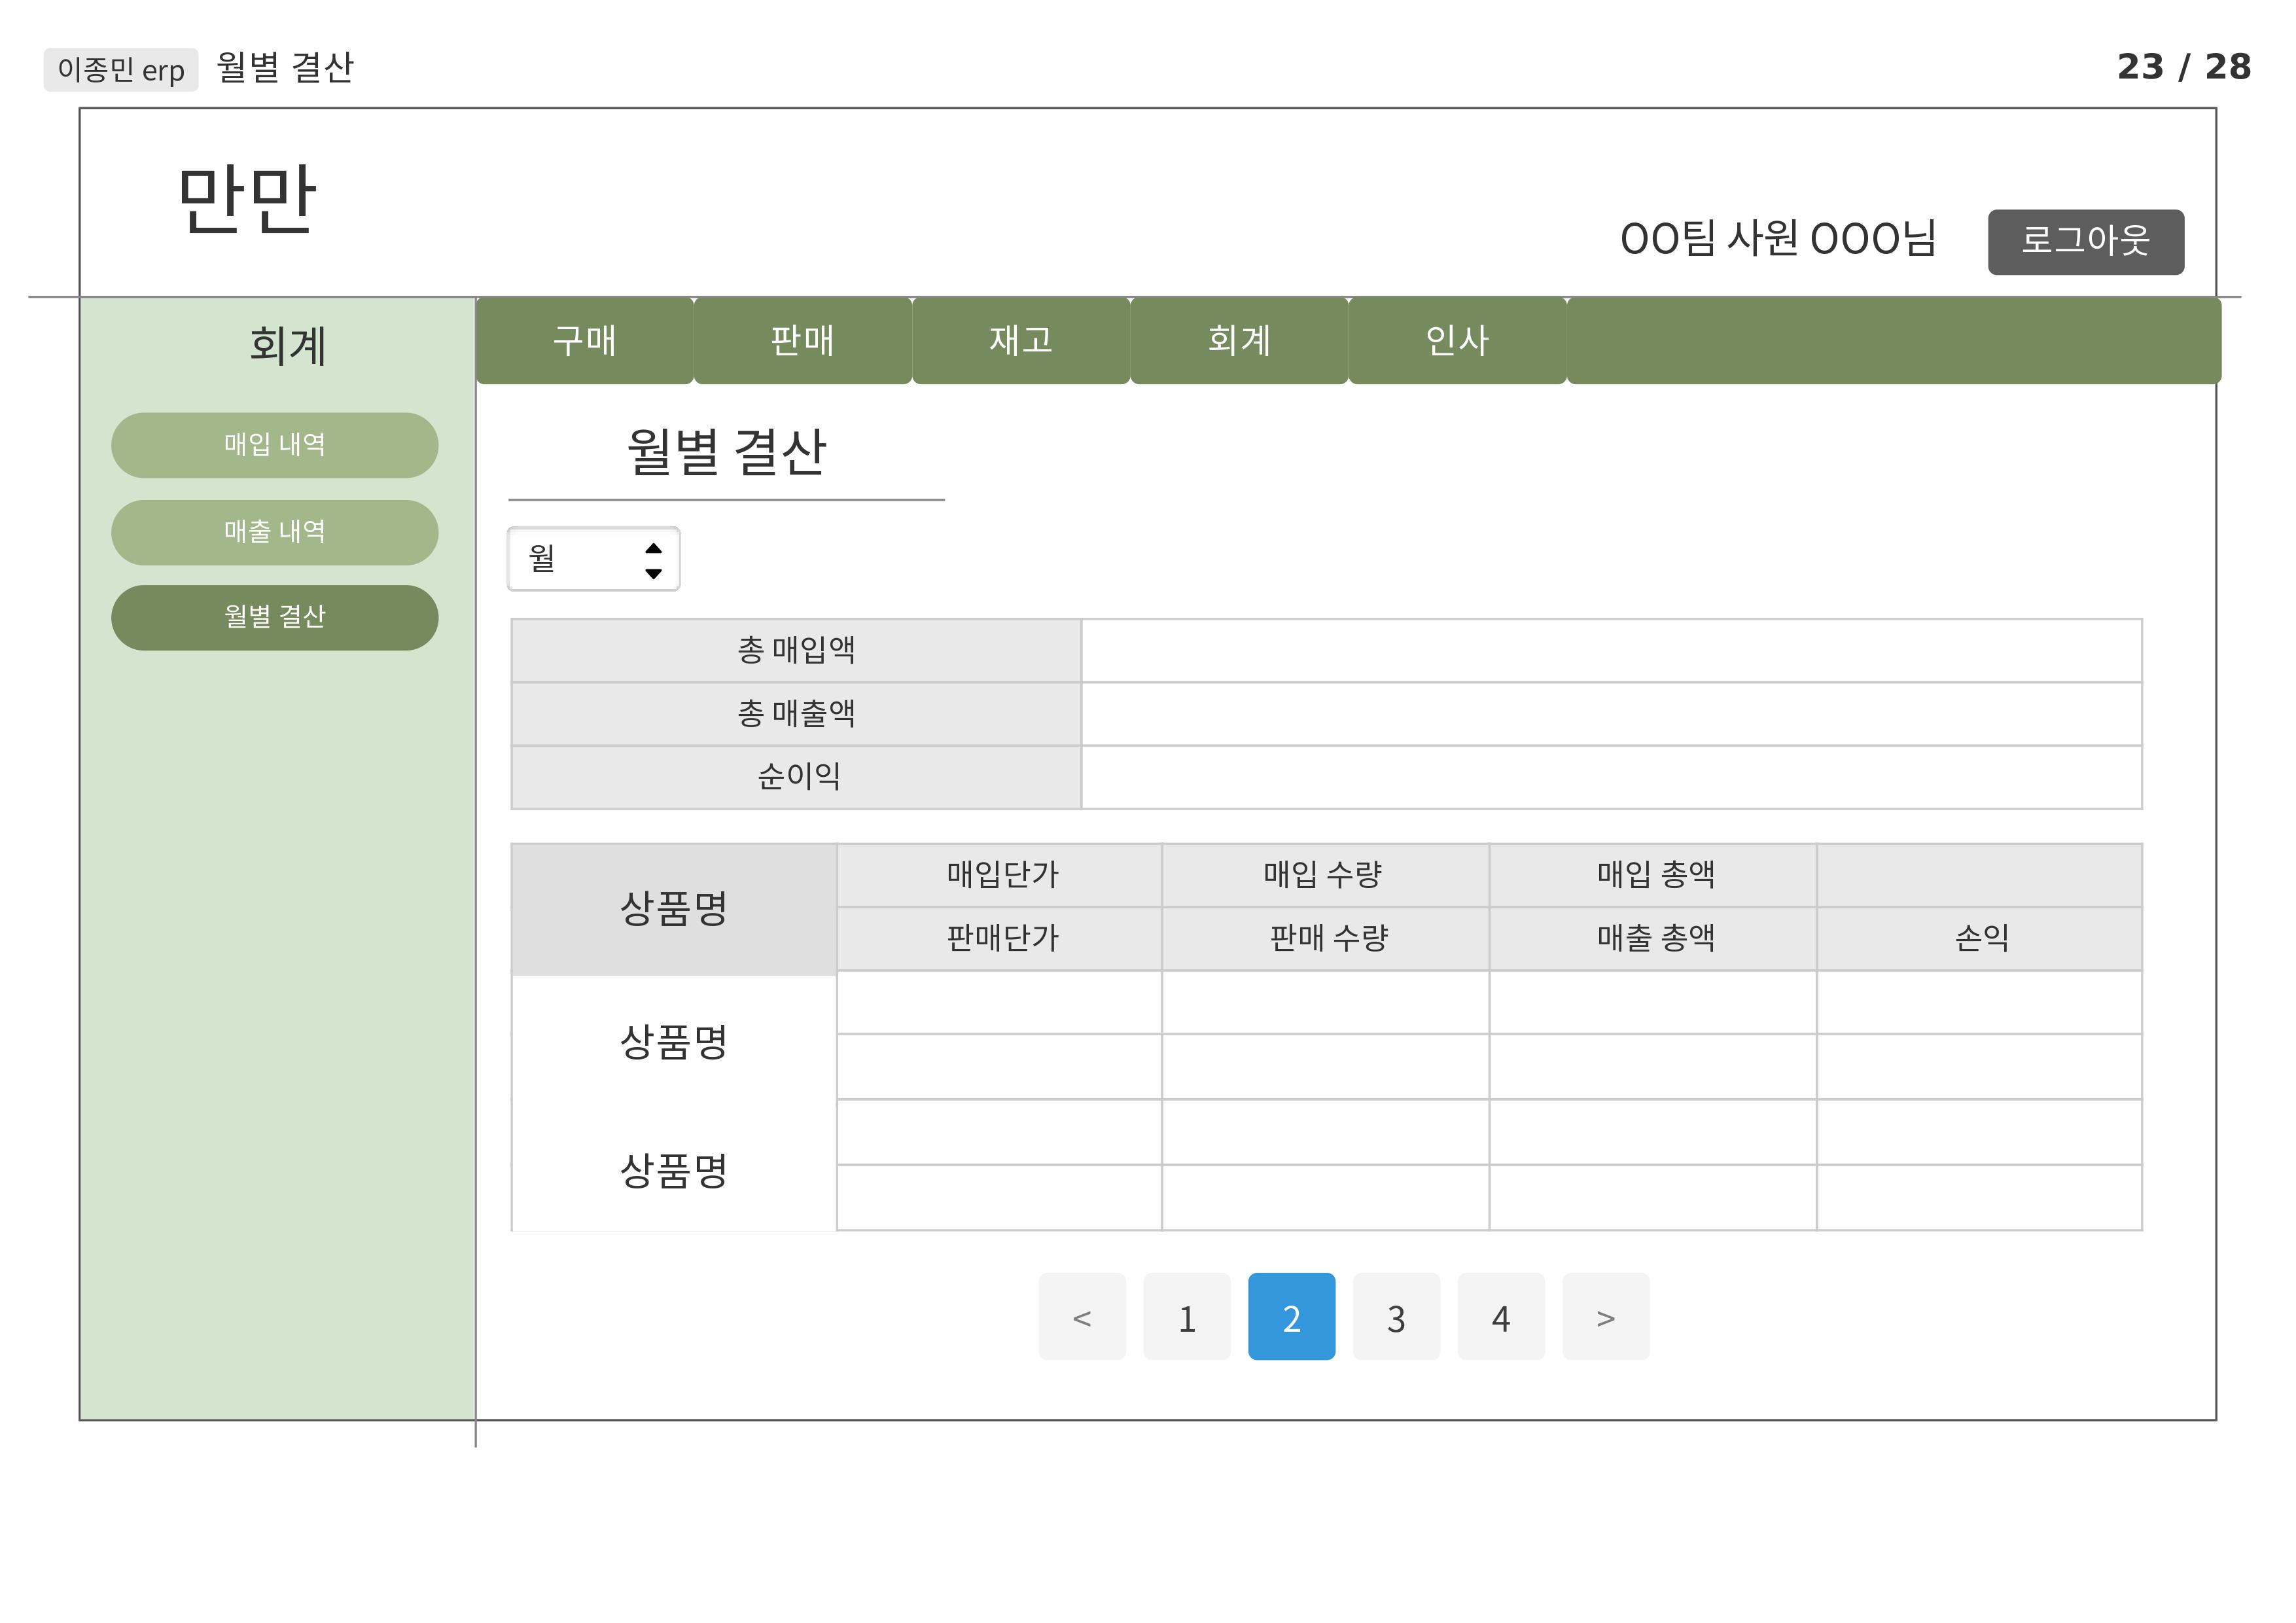 이종민 erp 월별 결산
23 / 28
만만
OO팀 사원 OOO님 로그아웃
회계
구매 판매 재고 회계 인사
매입 내역
매출 내역
월별 결산
월별 결산
월
총 매입액
총 매출액
순이익
상품명
매입단가 매입 수량 매입 총액
판매단가 판매 수량 매출 총액 손익
상품명
상품명
< 1 2 3 4 >